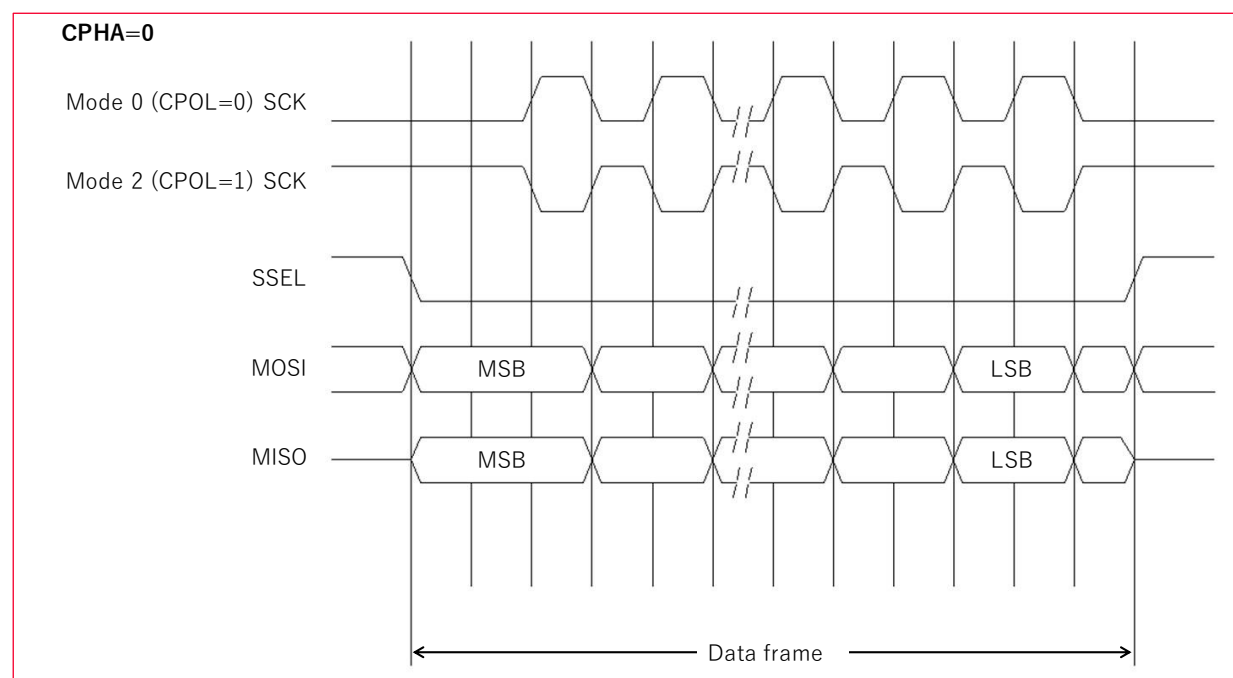 CPHA=0
Mode 0 (CPOL=0) SCK
Mode 2 (CPOL=1) SCK
SSEL
MOSI
MSB
LSB
MISO
MSB
LSB
Data frame